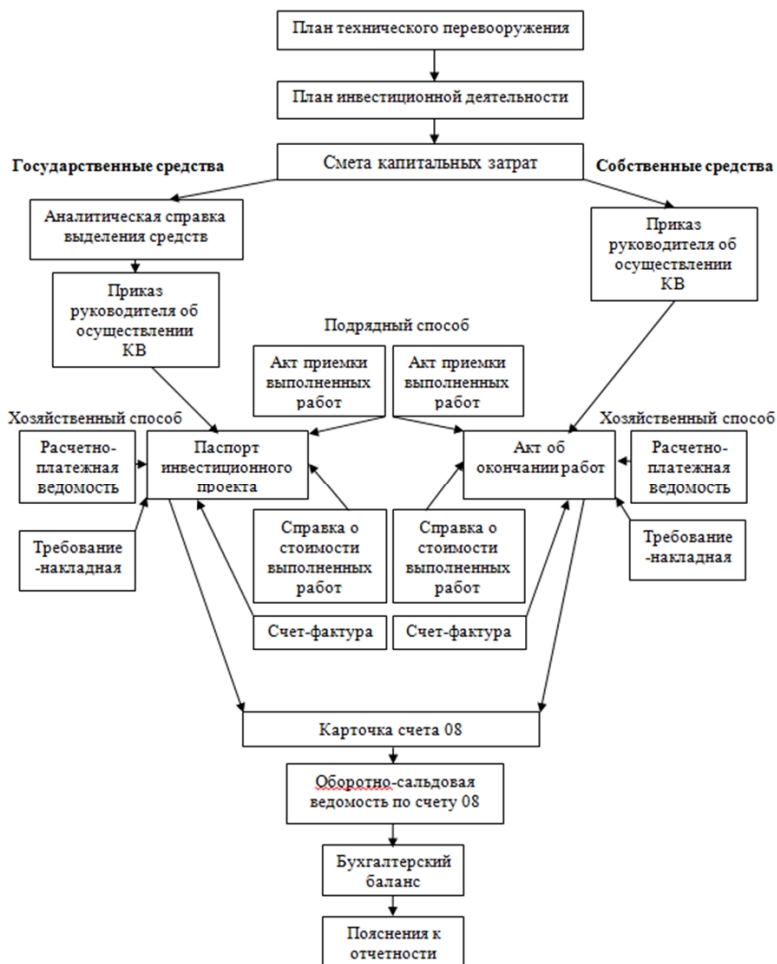 План технического перевооружения
План инвестиционной деятельности
Государственные средства
Смета капитальных затрат
Собственные средства
Аналитическая справка
выделения средств
Приказ
руководителя об
осуществлении
КВ
Приказ
руководителя об
осуществлении
КВ
Подрядный способ
Акт приемки
выполненных
работ
Акт приемки
выполненных
работ
Хозяйственный способ
Хозяйственный способ
Расчетно-
платежная
ведомость
Паспорт
инвестиционного
проекта
Акт об
окончании работ
Расчетно-
платежная
ведомость
Требование
-накладная
Справка о
стоимости
выполненных
работ
Справка о
стоимости
выполненных
работ
Требование
-накладная
Счет-фактура
Счет-фактура
Карточка счета 08
Оборотно-сальдовая
ведомость по счету 08
Бухгалтерский
баланс
Пояснения к
отчетности